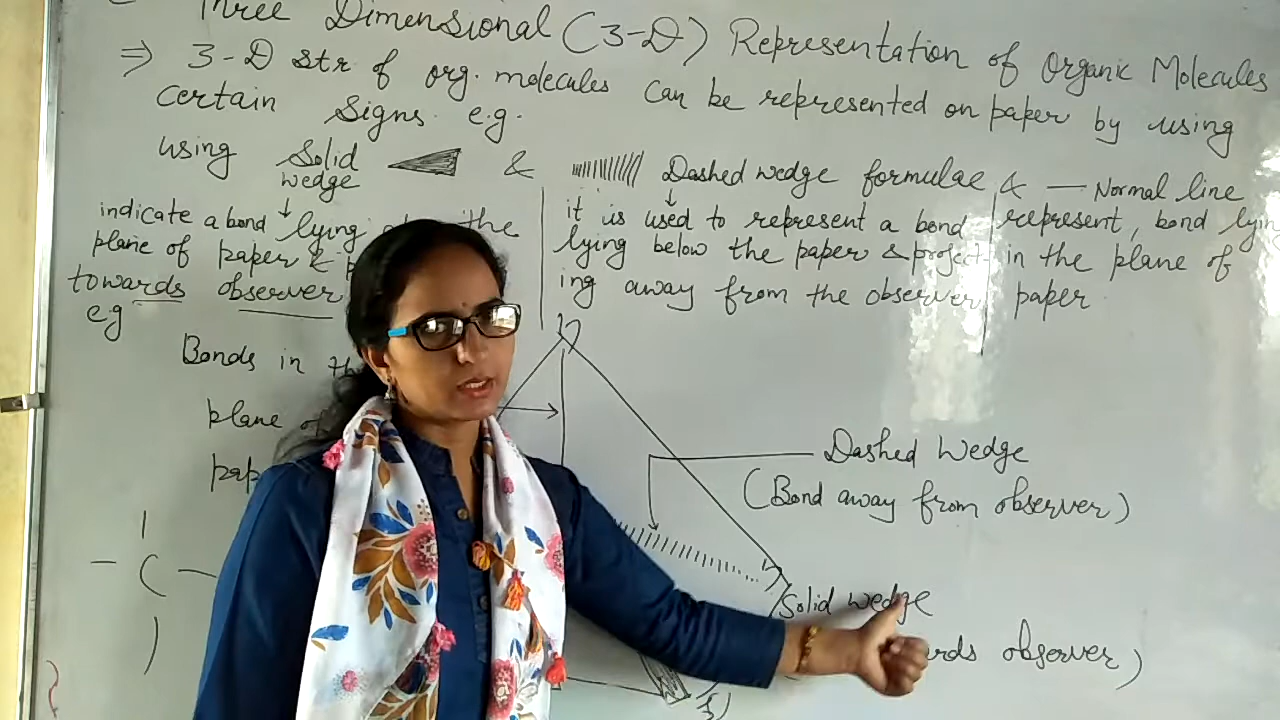 Three Dimensional (3-D) Representation of Organic Molecules
⇒ 3-D str of org. molecules can be represented on paper by using
certain signs. e.g.
using Solid wedge & Dashed wedge formulae & — Normal line
indicate a bond lying the
plane of paper &
towards observer
it is used to represent a bond
lying below the paper & project-
ing away from the observer
represent, bond lying
in the plane of
paper
e.g
Bonds in
plane
Dashed Wedge
(Bond away from observer)
C
Solid wedge
observer)